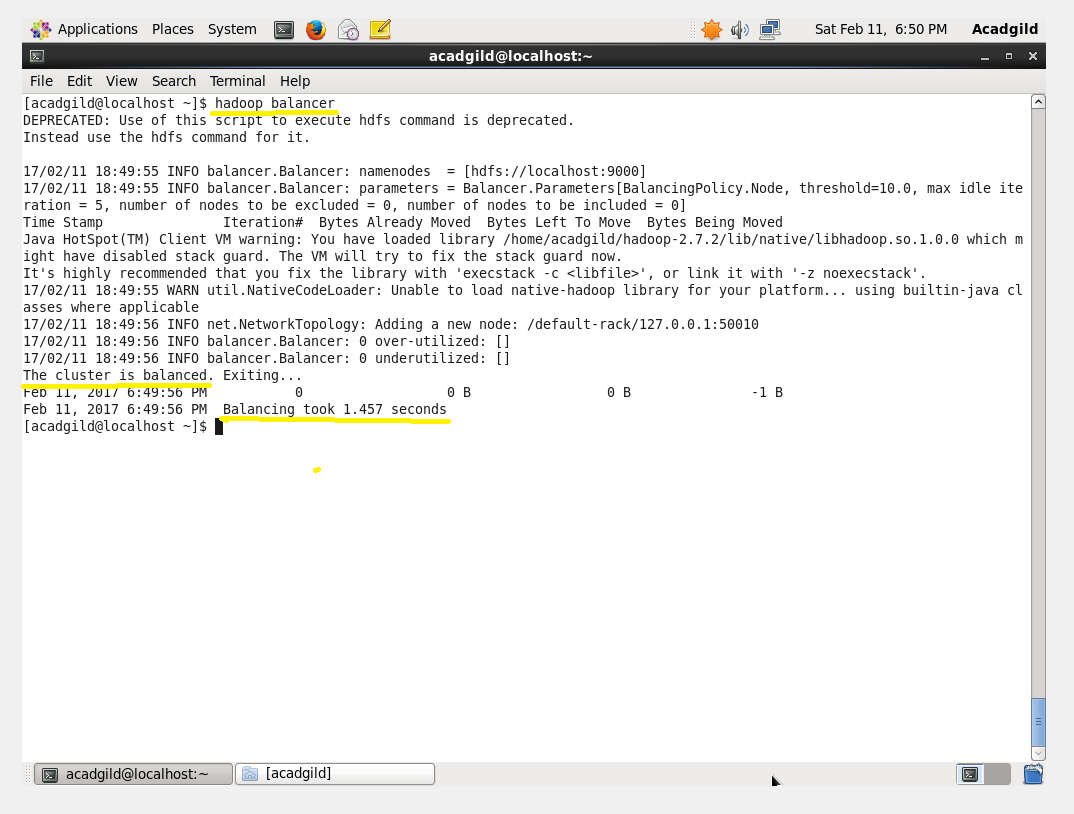 Applications Places System Sat Feb 11, 6:50 PM Acadgild
acadgild@localhost:~
File Edit View Search Terminal Help
[acadgild@localhost ~]$ hadoop balancer
DEPRECATED: Use of this script to execute hdfs command is deprecated.
Instead use the hdfs command for it.
17/02/11 18:49:55 INFO balancer.Balancer: namenodes  = [hdfs://localhost:9000]
17/02/11 18:49:55 INFO balancer.Balancer: parameters = Balancer.Parameters[BalancingPolicy.Node, threshold=10.0, max idle ite
ration = 5, number of nodes to be excluded = 0, number of nodes to be included = 0]
Time Stamp               Iteration#  Bytes Already Moved  Bytes Left To Move  Bytes Being Moved
Java HotSpot(TM) Client VM warning: You have loaded library /home/acadgild/hadoop-2.7.2/lib/native/libhadoop.so.1.0.0 which m
ight have disabled stack guard. The VM will try to fix the stack guard now.
It's highly recommended that you fix the library with 'execstack -c <libfile>', or link it with '-z noexecstack'.
17/02/11 18:49:55 WARN util.NativeCodeLoader: Unable to load native-hadoop library for your platform... using builtin-java cl
asses where applicable
17/02/11 18:49:56 INFO net.NetworkTopology: Adding a new node: /default-rack/127.0.0.1:50010
17/02/11 18:49:56 INFO balancer.Balancer: 0 over-utilized: []
17/02/11 18:49:56 INFO balancer.Balancer: 0 underutilized: []
The cluster is balanced. Exiting...
Feb 11, 2017 6:49:56 PM           0                  0 B                 0 B               -1 B
Feb 11, 2017 6:49:56 PM  Balancing took 1.457 seconds
[acadgild@localhost ~]$
acadgild@localhost:~ [acadgild]